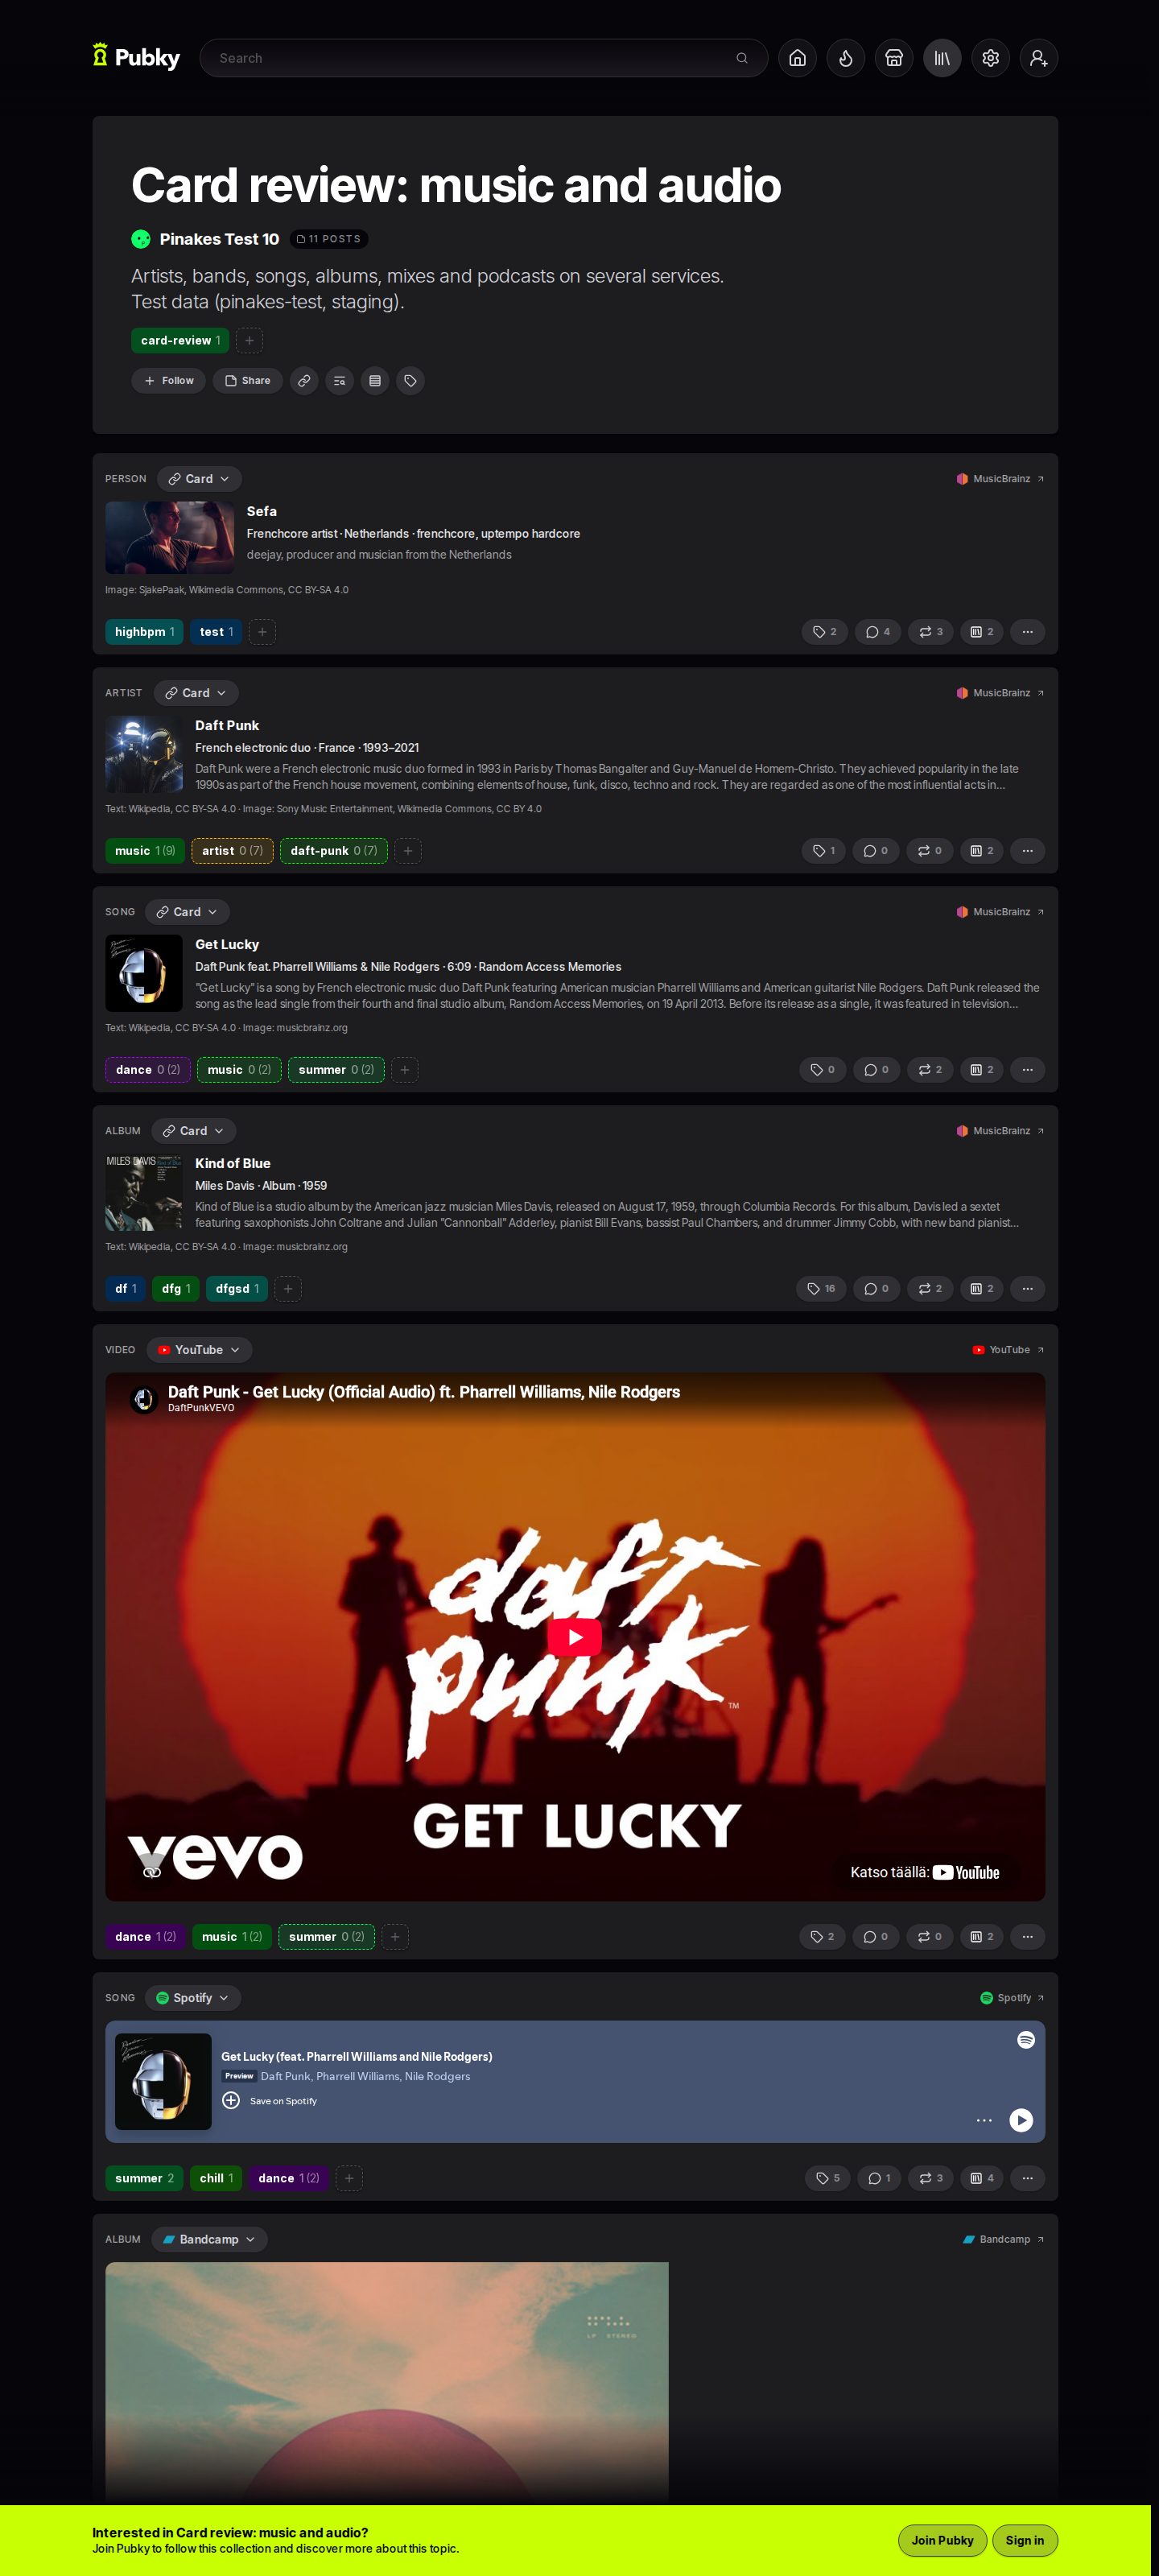 Pubky
Search
Card review: music and audio
Pinakes Test 10
11 POSTS
Artists, bands, songs, albums, mixes and podcasts on several services.
Test data (pinakes-test, staging).
card-review 1
Follow
Share
PERSON
Card
MusicBrainz
Sefa
Frenchcore artist · Netherlands · frenchcore, uptempo hardcore
deejay, producer and musician from the Netherlands
Image: SjakePaak, Wikimedia Commons, CC BY-SA 4.0
highbpm 1
test 1
2
4
3
2
ARTIST
Card
MusicBrainz
Daft Punk
French electronic duo · France · 1993–2021
Daft Punk were a French electronic music duo formed in 1993 in Paris by Thomas Bangalter and Guy-Manuel de Homem-Christo. They achieved popularity in the late
1990s as part of the French house movement, combining elements of house, funk, disco, techno and rock. They are regarded as one of the most influential acts in…
Text: Wikipedia, CC BY-SA 4.0 · Image: Sony Music Entertainment, Wikimedia Commons, CC BY 4.0
music 1 (9)
artist 0 (7)
daft-punk 0 (7)
1
0
0
2
SONG
Card
MusicBrainz
Get Lucky
Daft Punk feat. Pharrell Williams & Nile Rodgers · 6:09 · Random Access Memories
"Get Lucky" is a song by French electronic music duo Daft Punk featuring American musician Pharrell Williams and American guitarist Nile Rodgers. Daft Punk released the
song as the lead single from their fourth and final studio album, Random Access Memories, on 19 April 2013. Before its release as a single, it was featured in television…
Text: Wikipedia, CC BY-SA 4.0 · Image: musicbrainz.org
dance 0 (2)
music 0 (2)
summer 0 (2)
0
0
2
2
ALBUM
Card
MusicBrainz
MILES DAVIS
Kind of Blue
Miles Davis · Album · 1959
Kind of Blue is a studio album by the American jazz musician Miles Davis, released on August 17, 1959, through Columbia Records. For this album, Davis led a sextet
featuring saxophonists John Coltrane and Julian "Cannonball" Adderley, pianist Bill Evans, bassist Paul Chambers, and drummer Jimmy Cobb, with new band pianist…
Text: Wikipedia, CC BY-SA 4.0 · Image: musicbrainz.org
df 1
dfg 1
dfgsd 1
16
0
2
2
VIDEO
YouTube
YouTube
Daft Punk - Get Lucky (Official Audio) ft. Pharrell Williams, Nile Rodgers
DaftPunkVEVO
daft
punk
TM
GET LUCKY
vevo
Katso täällä: YouTube
dance 1 (2)
music 1 (2)
summer 0 (2)
2
0
0
2
SONG
Spotify
Spotify
Get Lucky (feat. Pharrell Williams and Nile Rodgers)
Preview
Daft Punk, Pharrell Williams, Nile Rodgers
Save on Spotify
summer 2
chill 1
dance 1 (2)
5
1
3
4
ALBUM
Bandcamp
Bandcamp
LP STEREO
Interested in Card review: music and audio?
Join Pubky to follow this collection and discover more about this topic.
Join Pubky
Sign in